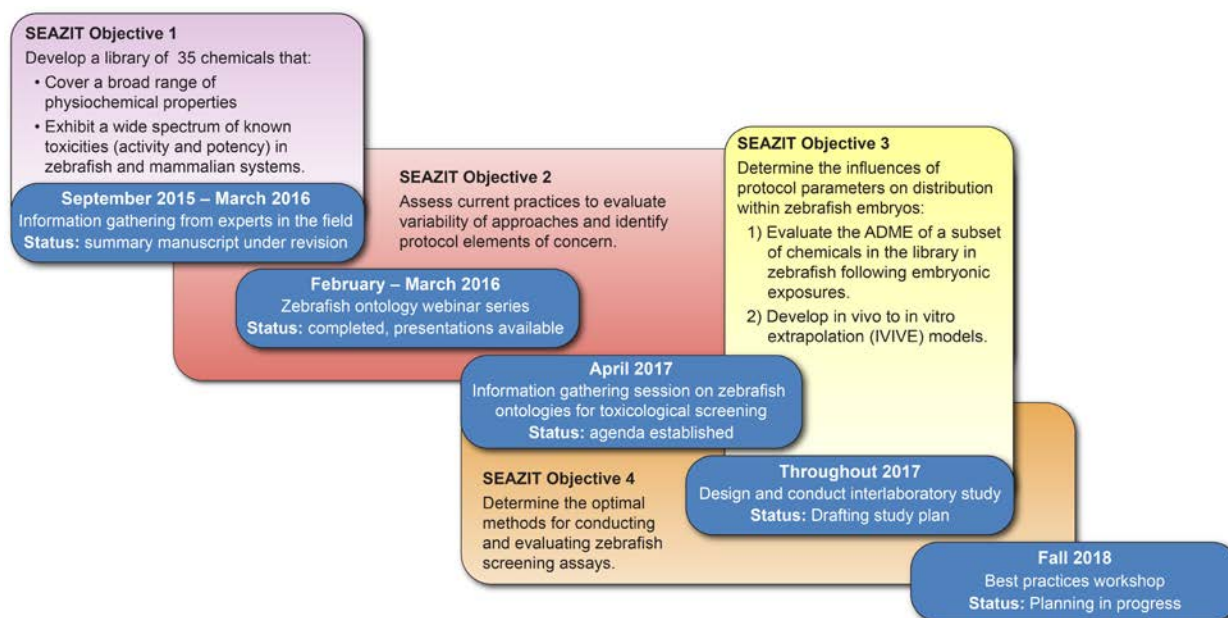 SEAZIT Objective 1
Develop a library of 35 chemicals that:
• Cover a broad range of
physiochemical properties
• Exhibit a wide spectrum of known
toxicities (activity and potency) in
zebrafish and mammalian systems.
September 2015 – March 2016
Information gathering from experts in the field
Status: summary manuscript under revision
SEAZIT Objective 2
Assess current practices to evaluate
variability of approaches and identify
protocol elements of concern.
February – March 2016
Zebrafish ontology webinar series
Status: completed, presentations available
SEAZIT Objective 3
Determine the influences of
protocol parameters on distribution
within zebrafish embryos:
1) Evaluate the ADME of a subset
of chemicals in the library in
zebrafish following embryonic
exposures.
2) Develop in vivo to in vitro
extrapolation (IVIVE) models.
April 2017
Information gathering session on zebrafish
ontologies for toxicological screening
Status: agenda established
SEAZIT Objective 4
Determine the optimal
methods for conducting
and evaluating zebrafish
screening assays.
Throughout 2017
Design and conduct interlaboratory study
Status: Drafting study plan
Fall 2018
Best practices workshop
Status: Planning in progress